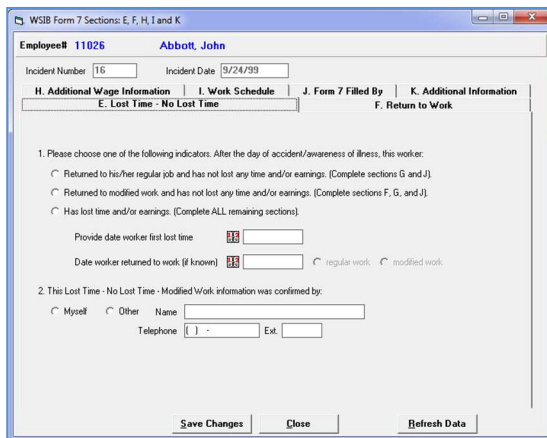 WSIB Form 7 Sections: E, F, H, I and K
Employee# 11026 Abbott, John
Incident Number 16 Incident Date 9/24/99
H. Additional Wage Information I. Work Schedule J. Form 7 Filled By K. Additional Information
E. Lost Time - No Lost Time F. Return to Work
1. Please choose one of the following indicators. After the day of accident/awareness of illness, this worker:
Returned to his/her regular job and has not lost any time and/or earnings. (Complete sections G and J).
Returned to modified work and has not lost any time and/or earnings. (Complete sections F, G, and J).
Has lost time and/or earnings. (Complete ALL remaining sections).
Provide date worker first lost time
Date worker returned to work (if known) regular work modified work
2. This Lost Time - No Lost Time - Modified Work information was confirmed by:
Myself Other Name
Telephone ( ) - Ext.
Save Changes Close Refresh Data